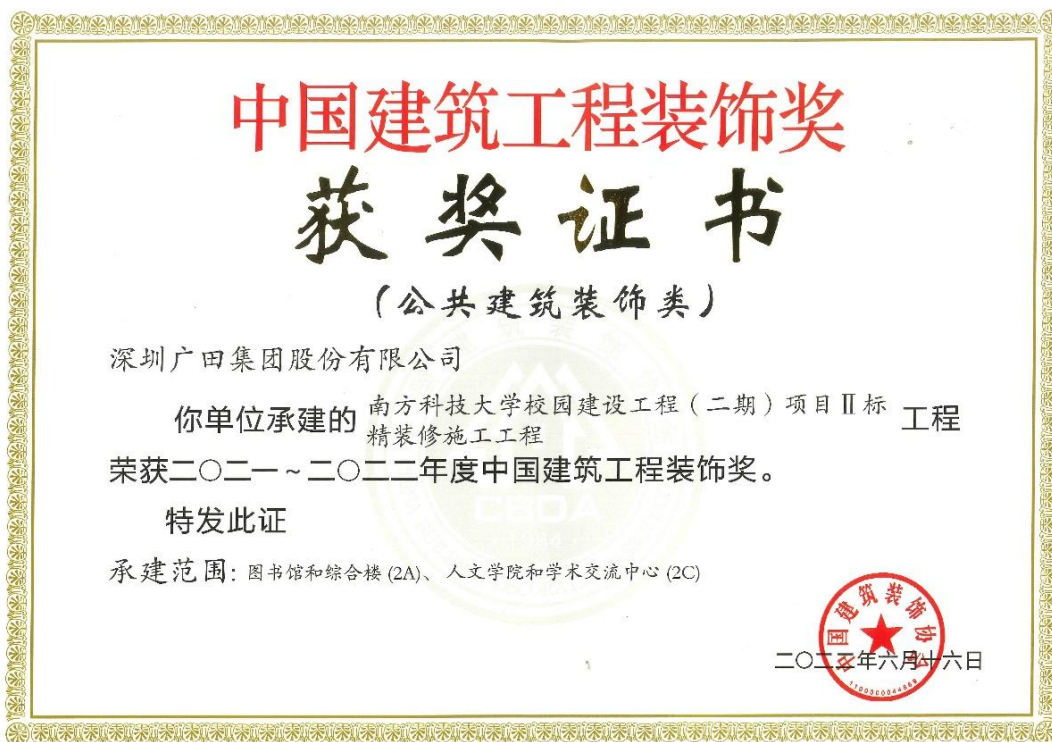 中国建筑工程装饰奖
获奖证书
(公共建筑装饰类)
深圳广田集团股份有限公司
你单位承建的 南方科技大学校园建设工程(二期)项目Ⅱ标 工程
精装修施工工程
荣获二〇二一~二〇二二年度中国建筑工程装饰奖。
特发此证
承建范围: 图书馆和综合楼 (2A)、人文学院和学术交流中心 (2C)
中国建筑装饰协会
二〇二三年六月十六日
CBDA